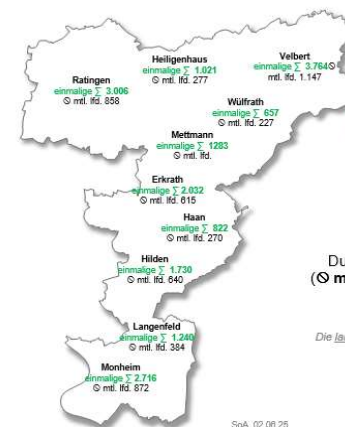 Heiligenhaus
einmalige ∑ 1.021
⦸ mtl. lfd. 277
Velbert
einmalige ∑ 3.764⦸
mtl. lfd. 1.147
Ratingen
einmalige ∑ 3.006
⦸ mtl. lfd. 858
Wülfrath
einmalige ∑ 657
⦸ mtl. lfd. 227
Mettmann
einmalige ∑ 1283
⦸ mtl. lfd.
Erkrath
einmalige ∑ 2.032
⦸ mtl. lfd. 615
Haan
einmalige ∑ 822
⦸ mtl. lfd. 270
Hilden
einmalige ∑ 1.730
⦸ mtl. lfd. 640
Du
(⦸ m
Langenfeld
einmalige ∑ 1.240
⦸ mtl. lfd. 384
Die
Monheim
einmalige ∑ 2.716
⦸ mtl. lfd. 872
SoA, 02.06.25